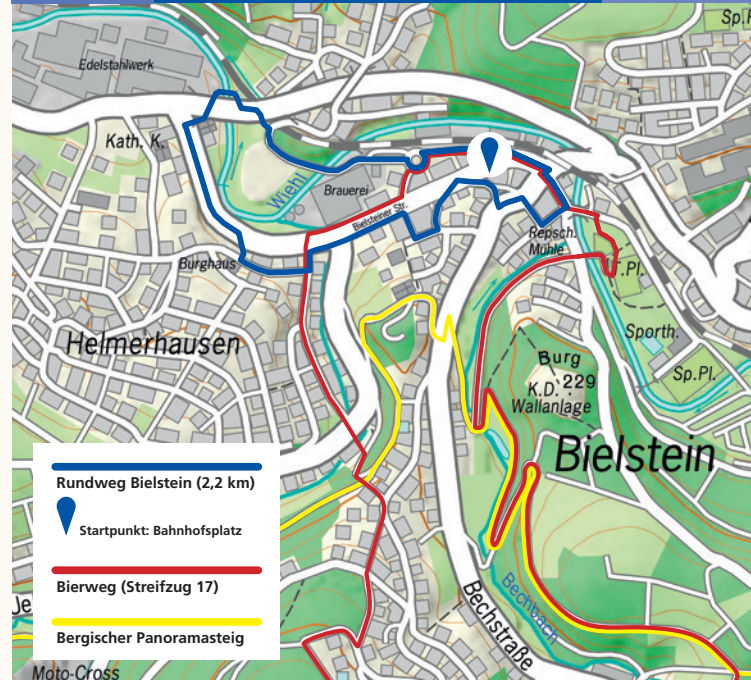 Sp.P
Edelstahlwerk
Kath. K.
Wiehl
Brauerei
Bielsteiner Str.
Repsch.
Mühle
T.Pl.
Burghaus
Helmerhausen
Sporth.
Burg
K.D. 229
Wallanlage
Sp.Pl.
Bielstein
Rundweg Bielstein (2,2 km)
Startpunkt: Bahnhofsplatz
Bierweg (Streifzug 17)
Bergischer Panoramasteig
Je
Moto-Cross
Bechstraße
Bechbach